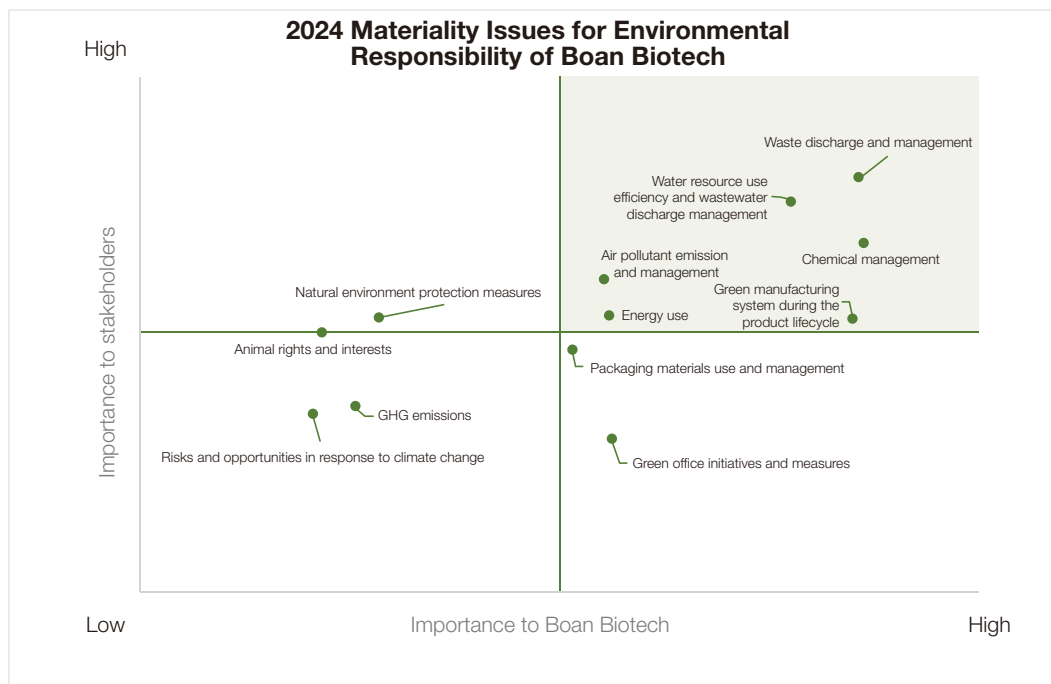 2024 Materiality Issues for Environmental
Responsibility of Boan Biotech
High
Importance to stakeholders
Waste discharge and management
Water resource use
efficiency and wastewater
discharge management
Chemical management
Air pollutant emission
and management
Green manufacturing
system during the
product lifecycle
Energy use
Natural environment protection measures
Animal rights and interests
Packaging materials use and management
GHG emissions
Risks and opportunities in response to climate change
Green office initiatives and measures
Low
Importance to Boan Biotech
High